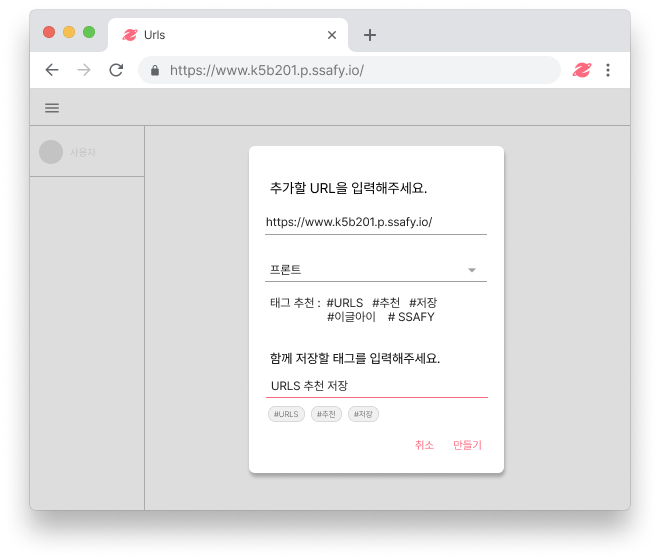 Urls
https://www.k5b201.p.ssafy.io/
사용자
추가할 URL을 입력해주세요.
https://www.k5b201.p.ssafy.io/
프론트
태그 추천 : #URLS #추천 #저장
#이글아이 # SSAFY
함께 저장할 태그를 입력해주세요.
URLS 추천 저장
#URLS #추천 #저장
취소 만들기